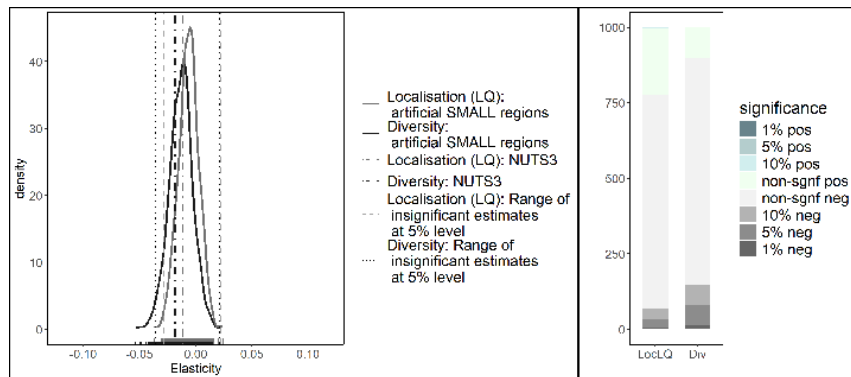 density
40
30
20
10
0
-0.10
-0.05
0.00
0.05
0.10
Elasticity
Localisation (LQ):
artificial SMALL regions
Diversity:
artificial SMALL regions
Localisation (LQ): NUTS3
Diversity: NUTS3
Localisation (LQ): Range of
insignificant estimates
at 5% level
Diversity: Range of
insignificant estimates
at 5% level
1000
750
500
250
0
LocLQ
Div
significance
1% pos
5% pos
10% pos
non-sgnf pos
non-sgnf neg
10% neg
5% neg
1% neg